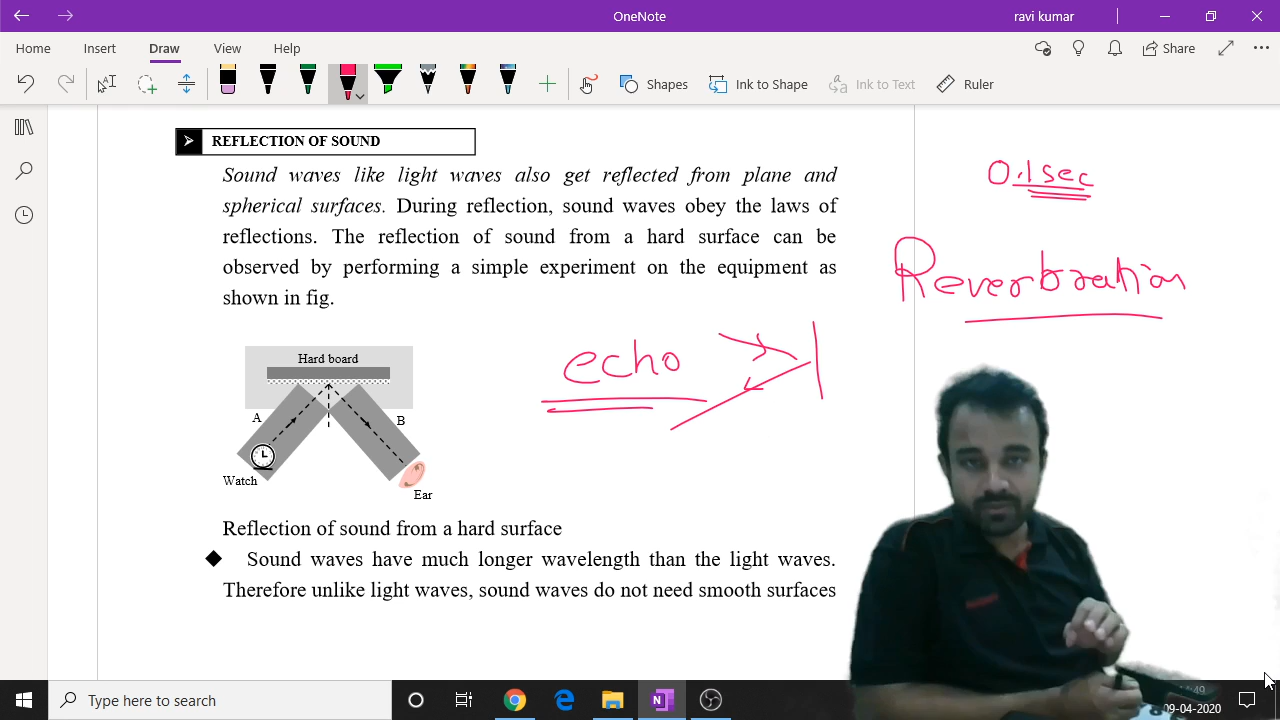 OneNote
ravi kumar
Home Insert Draw View Help
Share
Shapes
Ink to Shape
Ink to Text
Ruler
REFLECTION OF SOUND
Sound waves like light waves also get reflected from plane and
spherical surfaces. During reflection, sound waves obey the laws of
reflections. The reflection of sound from a hard surface can be
observed by performing a simple experiment on the equipment as
shown in fig.
0.1 sec
Reverbration
echo
Hard board
A
B
Watch
Ear
Reflection of sound from a hard surface
Sound waves have much longer wavelength than the light waves.
Therefore unlike light waves, sound waves do not need smooth surfaces
Type here to search
09-04-2020